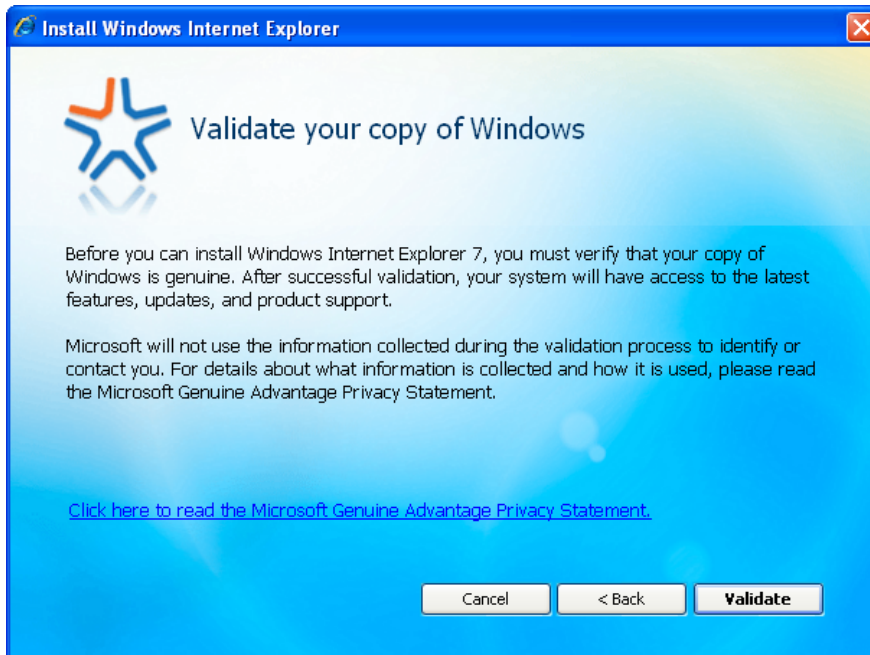 Install Windows Internet Explorer
Validate your copy of Windows
Before you can install Windows Internet Explorer 7, you must verify that your copy of
Windows is genuine. After successful validation, your system will have access to the latest
features, updates, and product support.
Microsoft will not use the information collected during the validation process to identify or
contact you. For details about what information is collected and how it is used, please read
the Microsoft Genuine Advantage Privacy Statement.
Click here to read the Microsoft Genuine Advantage Privacy Statement.
Cancel < Back Validate